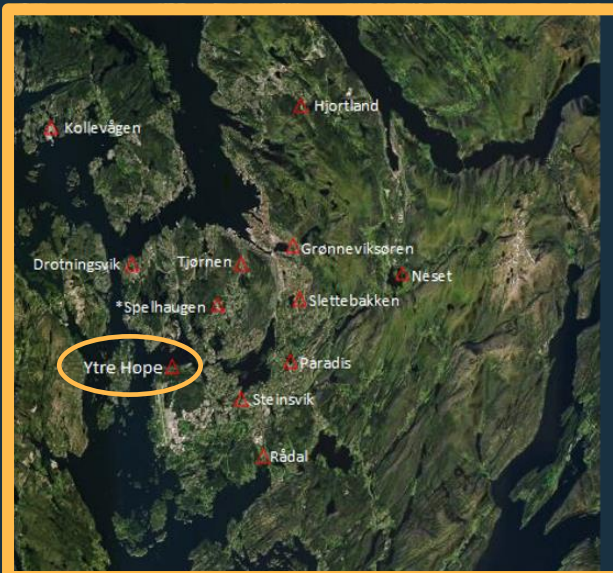 Hjortland
Kollevågen
Grønneviksøren
Drotningsvik
Tjørnen
Neset
*Spelhaugen
Slettebakken
Ytre Hope
Paradis
Steinsvik
Rådal